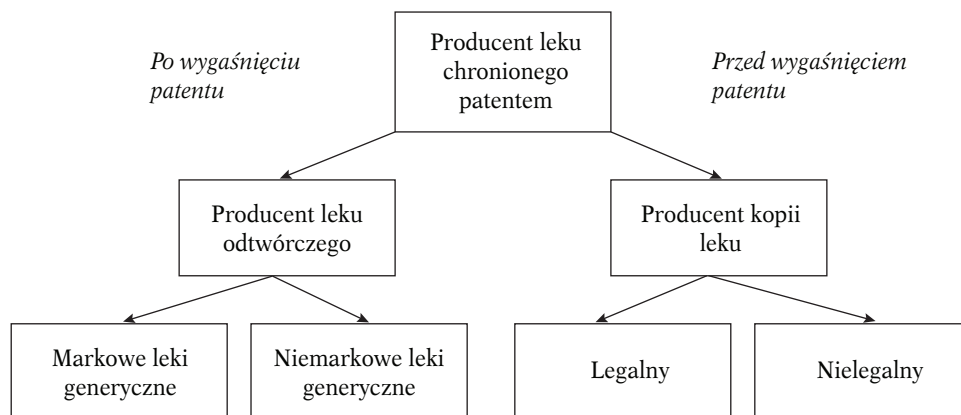 Po wygaśnięciu
patentu
Producent leku
chronionego
patentem
Przed wygaśnięciem
patentu
Producent leku
odtwórczego
Producent kopii
leku
Markowe leki
generyczne
Niemarkowe leki
generyczne
Legalny
Nielegalny